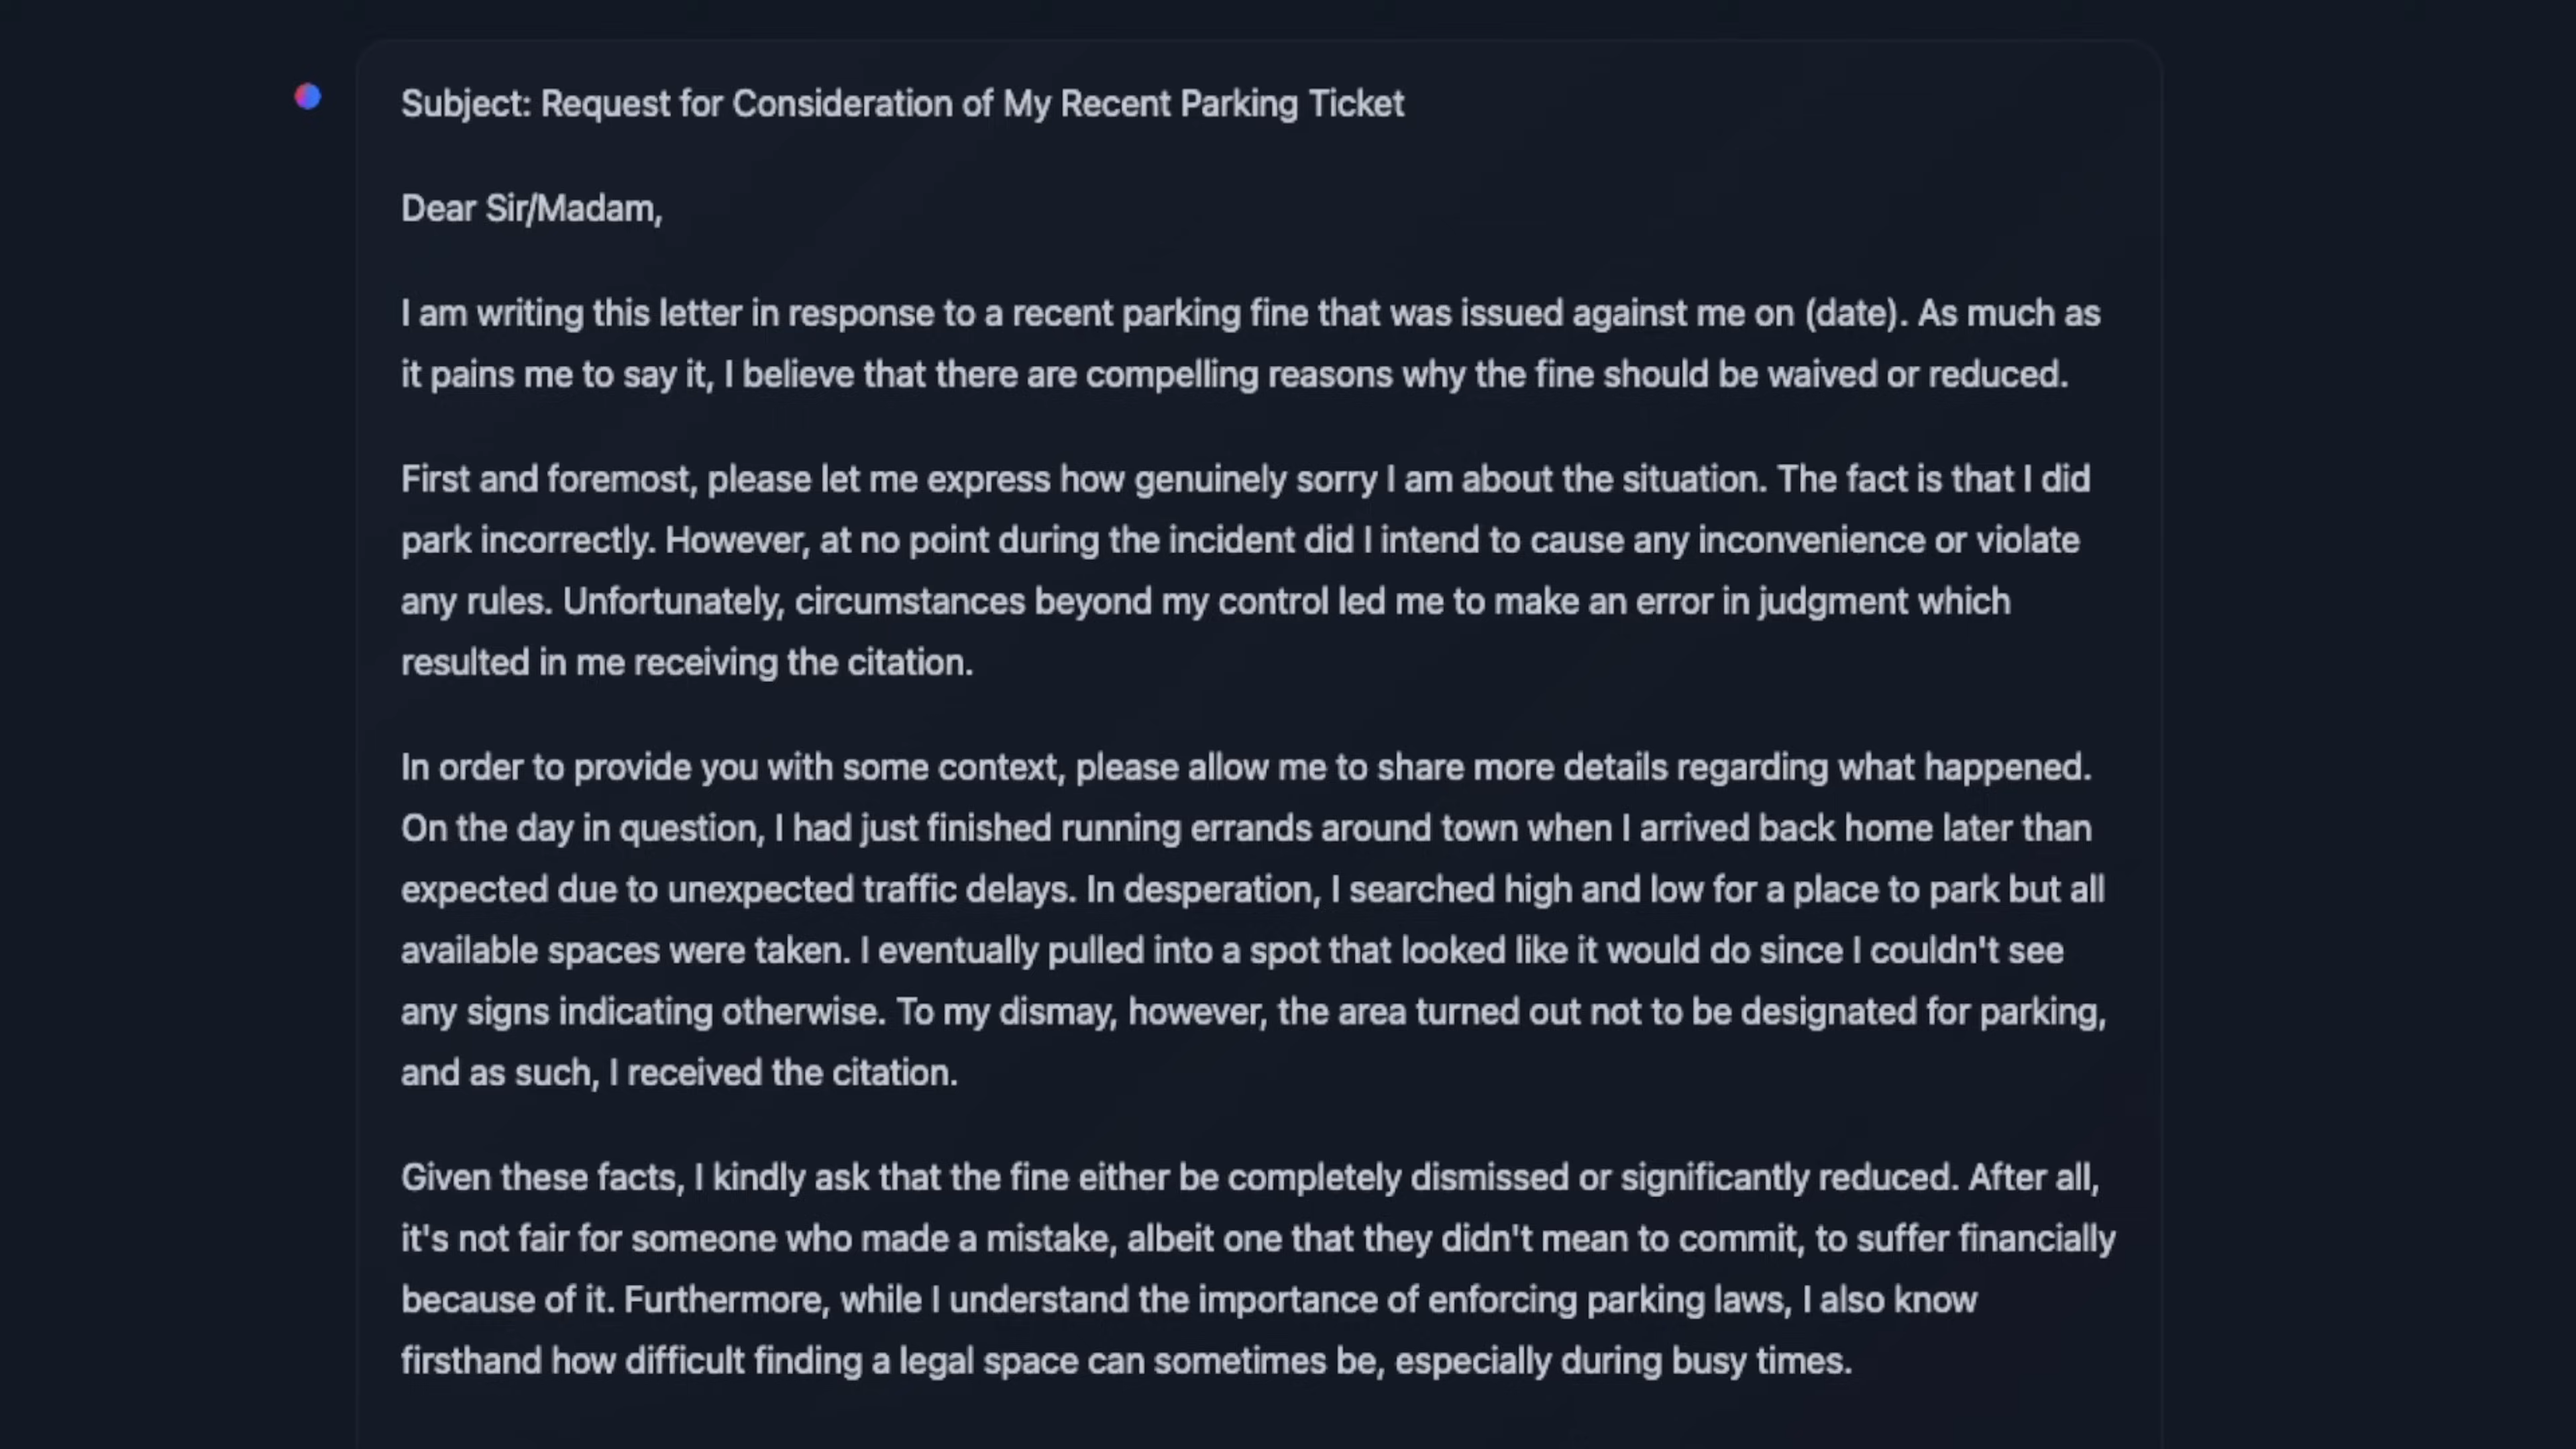 Subject: Request for Consideration of My Recent Parking Ticket
Dear Sir/Madam,
I am writing this letter in response to a recent parking fine that was issued against me on (date). As much as
it pains me to say it, I believe that there are compelling reasons why the fine should be waived or reduced.
First and foremost, please let me express how genuinely sorry I am about the situation. The fact is that I did
park incorrectly. However, at no point during the incident did I intend to cause any inconvenience or violate
any rules. Unfortunately, circumstances beyond my control led me to make an error in judgment which
resulted in me receiving the citation.
In order to provide you with some context, please allow me to share more details regarding what happened.
On the day in question, I had just finished running errands around town when I arrived back home later than
expected due to unexpected traffic delays. In desperation, I searched high and low for a place to park but all
available spaces were taken. I eventually pulled into a spot that looked like it would do since I couldn't see
any signs indicating otherwise. To my dismay, however, the area turned out not to be designated for parking,
and as such, I received the citation.
Given these facts, I kindly ask that the fine either be completely dismissed or significantly reduced. After all,
it's not fair for someone who made a mistake, albeit one that they didn't mean to commit, to suffer financially
because of it. Furthermore, while I understand the importance of enforcing parking laws, I also know
firsthand how difficult finding a legal space can sometimes be, especially during busy times.